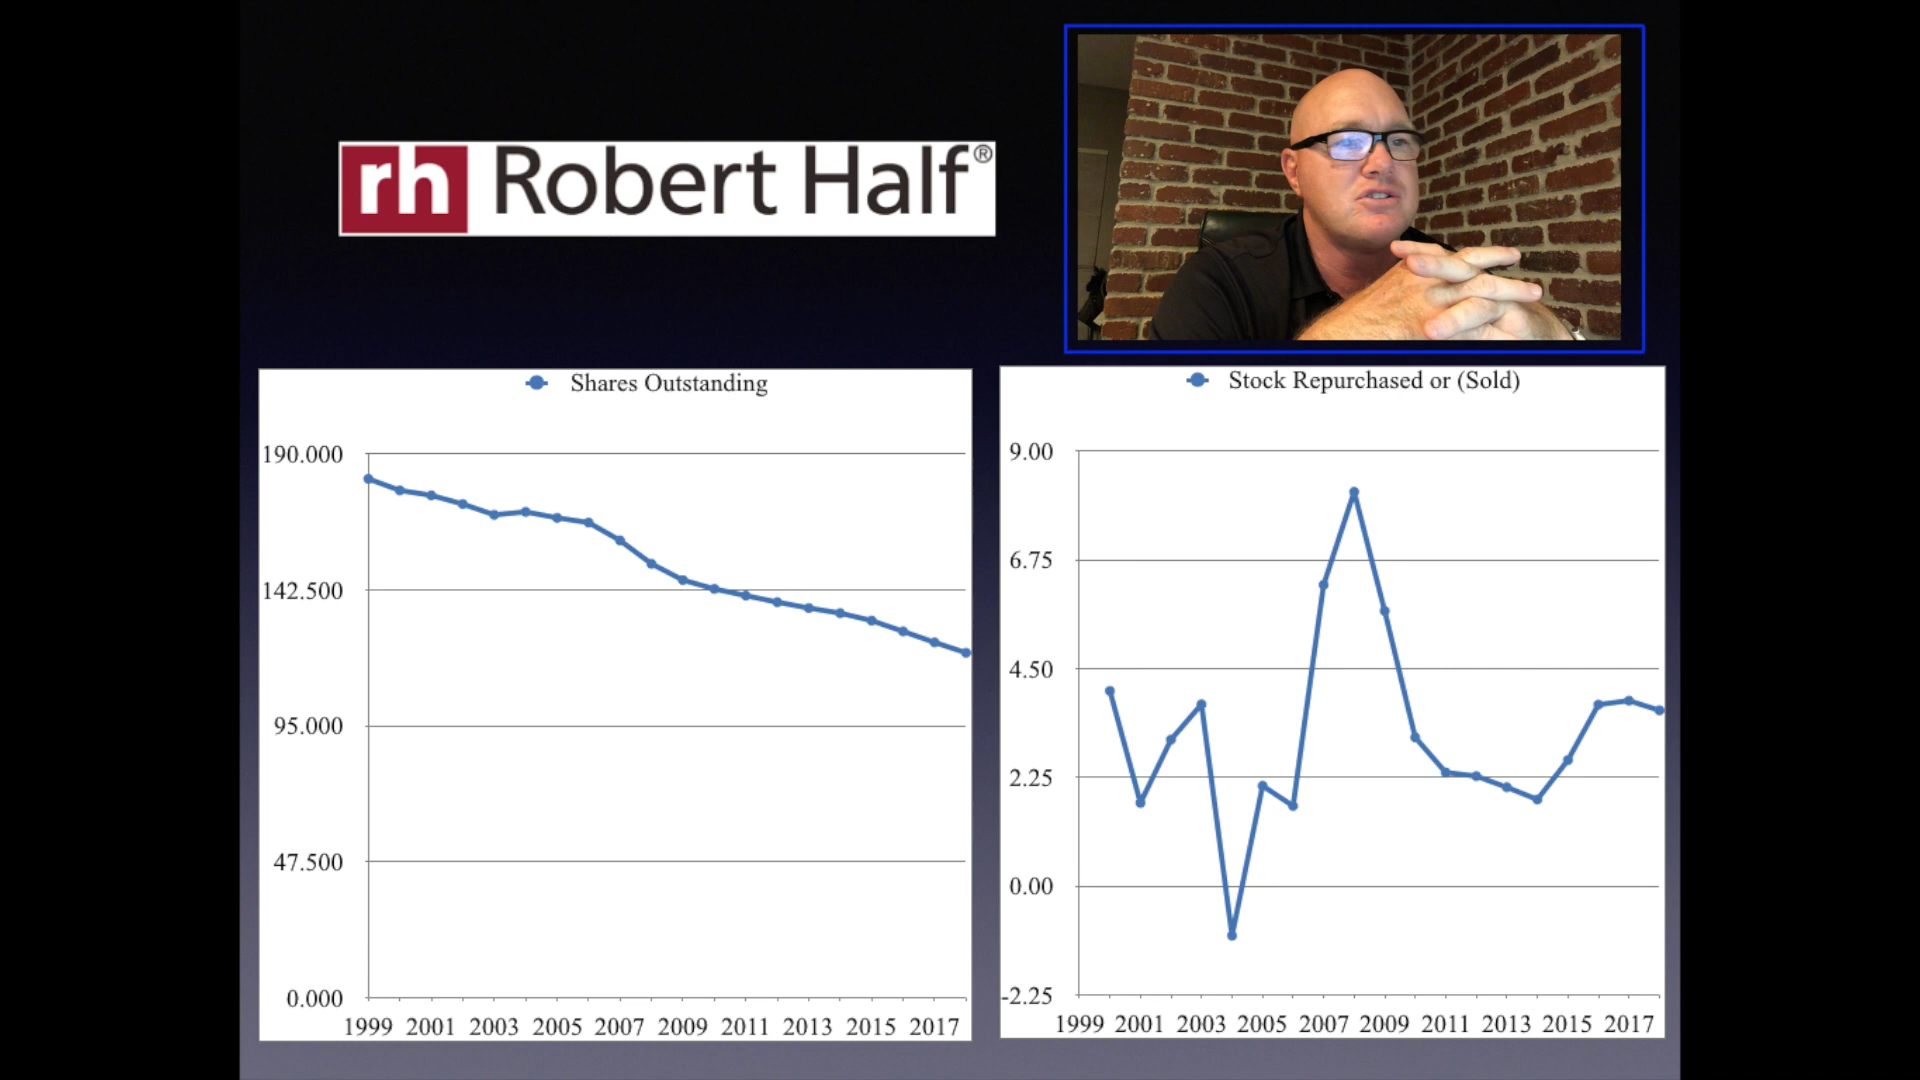 rh Robert Half®
Shares Outstanding
190.000
142.500
95.000
47.500
0.000
1999 2001 2003 2005 2007 2009 2011 2013 2015 2017
Stock Repurchased or (Sold)
9.00
6.75
4.50
2.25
0.00
-2.25
1999 2001 2003 2005 2007 2009 2011 2013 2015 2017